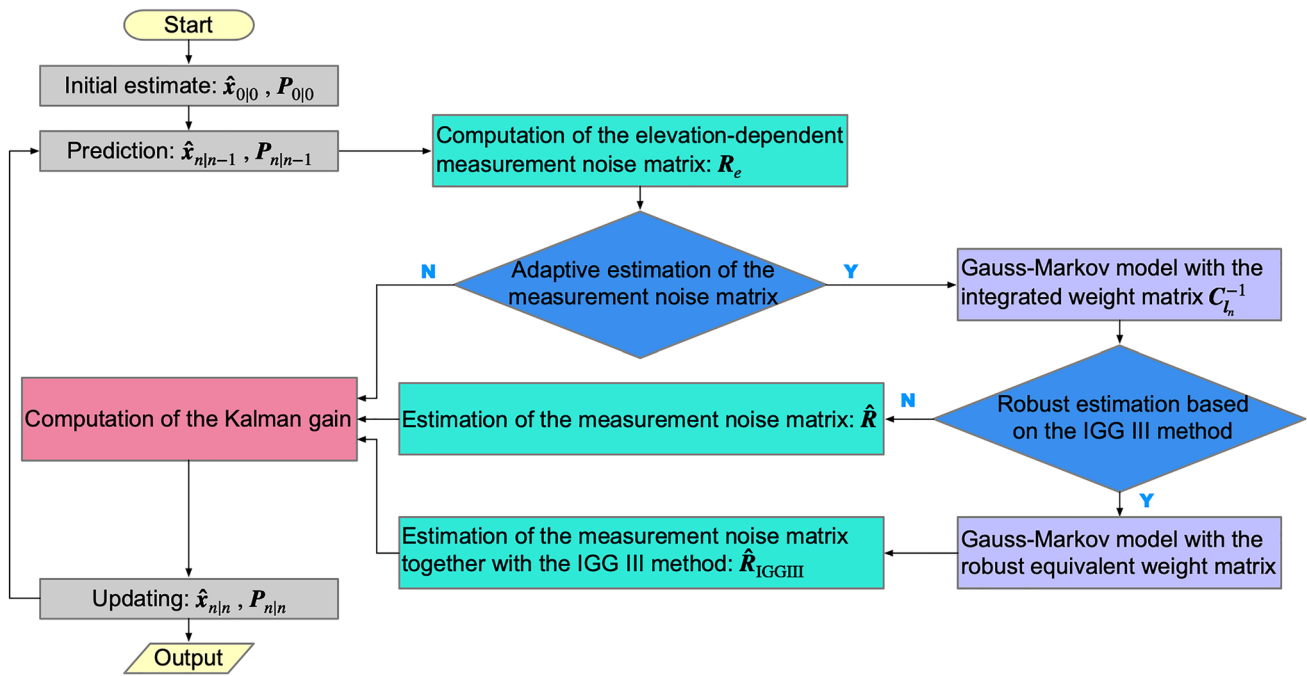 Start
Initial estimate: x̂₀|₀ , P₀|₀
Prediction: x̂ₙ|ₙ₋₁ , Pₙ|ₙ₋₁
Computation of the elevation-dependent
measurement noise matrix: Rₑ
Adaptive estimation of the
measurement noise matrix
N
Y
Gauss-Markov model with the
integrated weight matrix C_{l_n}^{-1}
Robust estimation based
on the IGG III method
N
Y
Estimation of the measurement noise matrix: R̂
Computation of the Kalman gain
Gauss-Markov model with the
robust equivalent weight matrix
Estimation of the measurement noise matrix
together with the IGG III method: R̂_{IGGIII}
Updating: x̂ₙ|ₙ , Pₙ|ₙ
Output